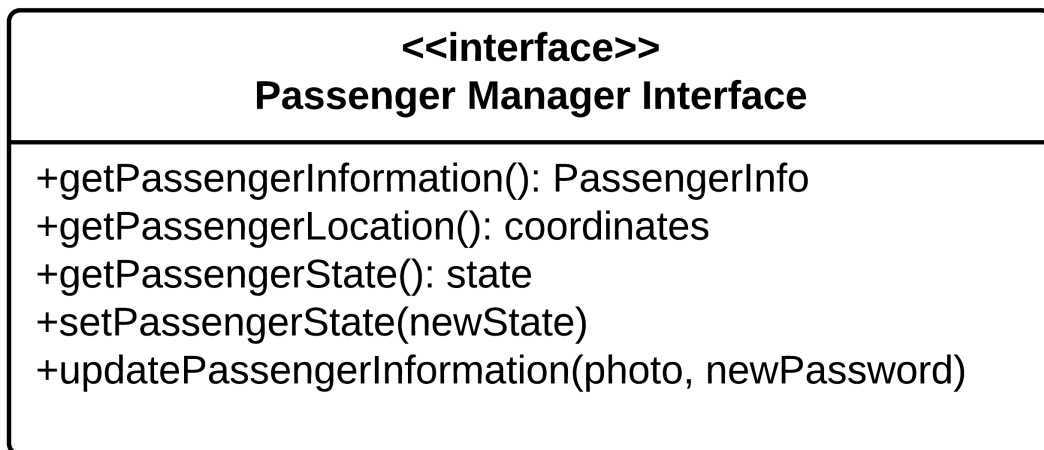 <<interface>>
Passenger Manager Interface
+getPassengerInformation(): PassengerInfo
+getPassengerLocation(): coordinates
+getPassengerState(): state
+setPassengerState(newState)
+updatePassengerInformation(photo, newPassword)